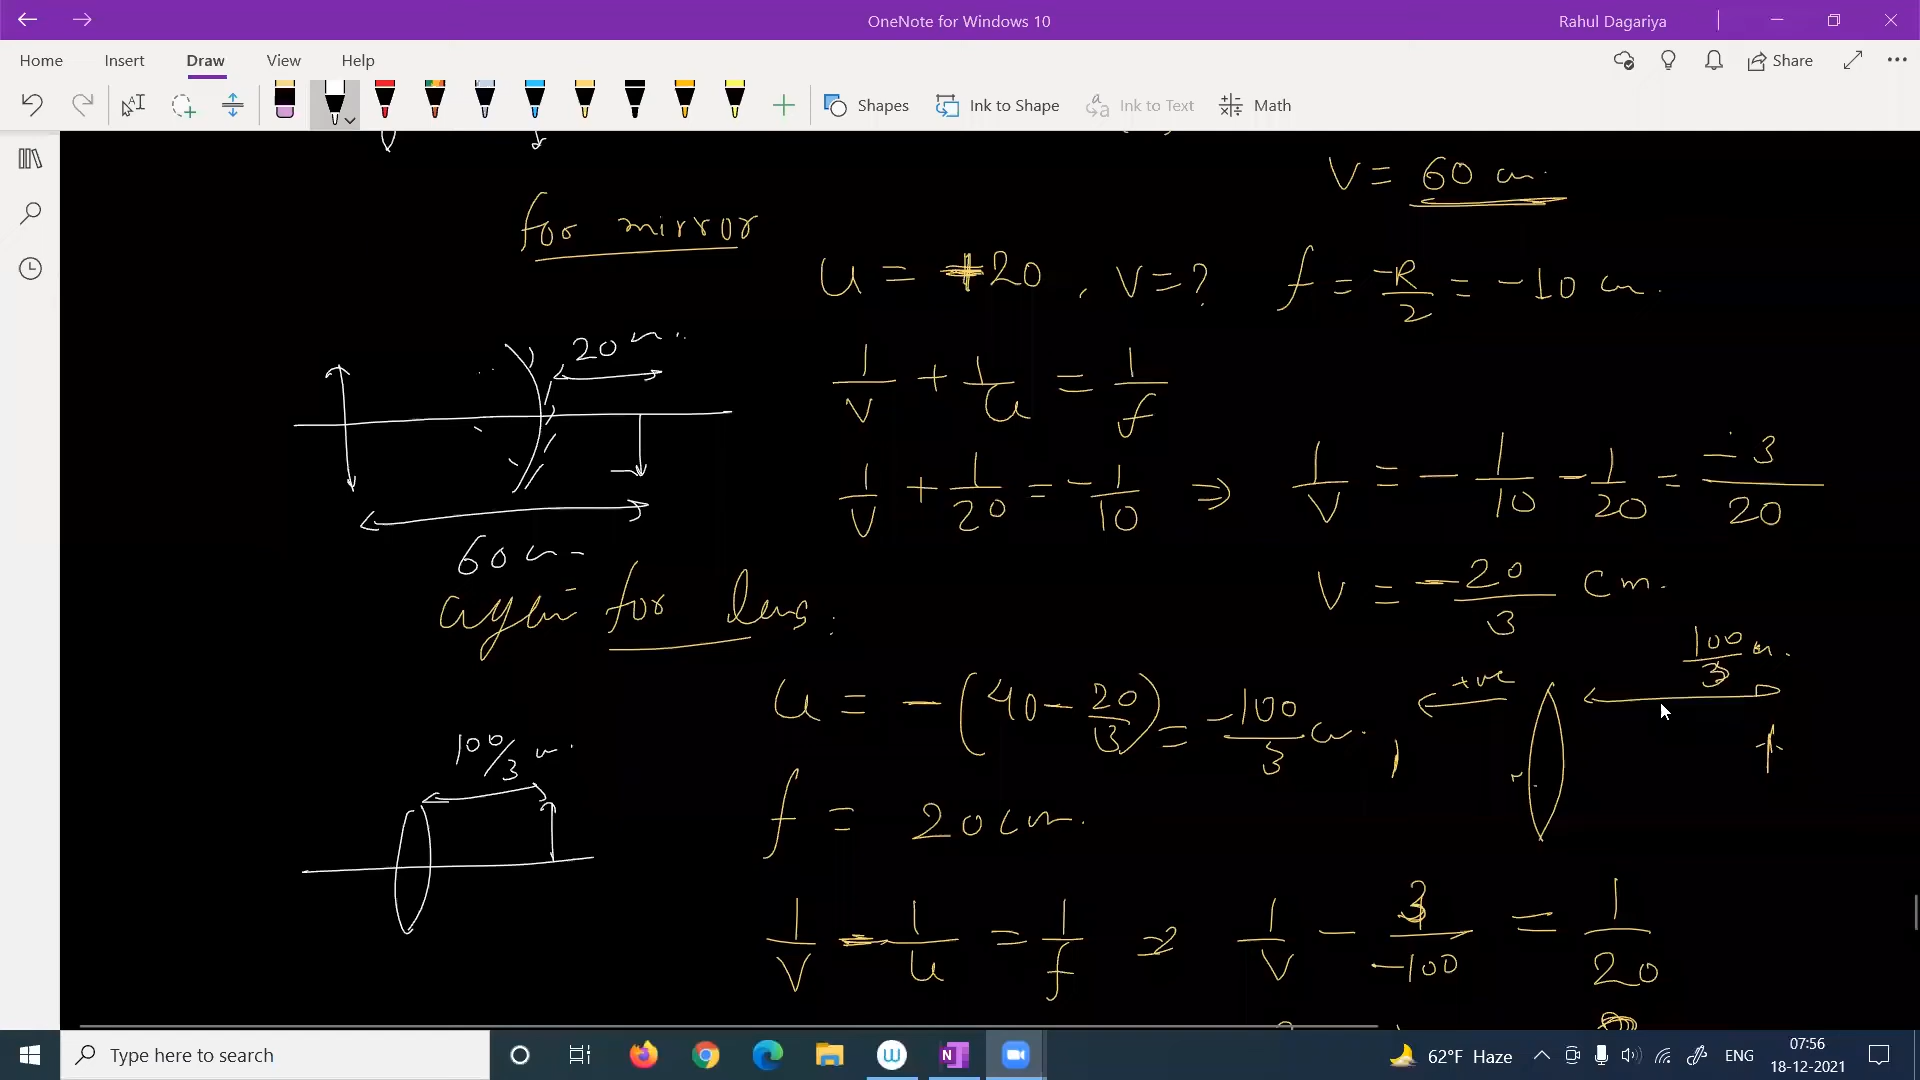 OneNote for Windows 10
Rahul Dagariya
Home Insert Draw View Help
Share
Shapes Ink to Shape Ink to Text Math
V = 60 cm.
for mirror
u = +20 , V = ? f = -R/2 = -10 cm.
20 cm.
1/V + 1/u = 1/f
1/V + 1/20 = -1/10 ⇒ 1/V = -1/10 - 1/20 = -3/20
60 cm
V = -20/3 cm.
again for lens.
100/3 cm.
u = -(40 - 20/3) = -100/3 cm. ,
+ve
100/3 cm.
f = 20 cm.
1/V - 1/u = 1/f ⇒ 1/V - 3/-100 = 1/20
Type here to search
62°F Haze
ENG
07:56
18-12-2021